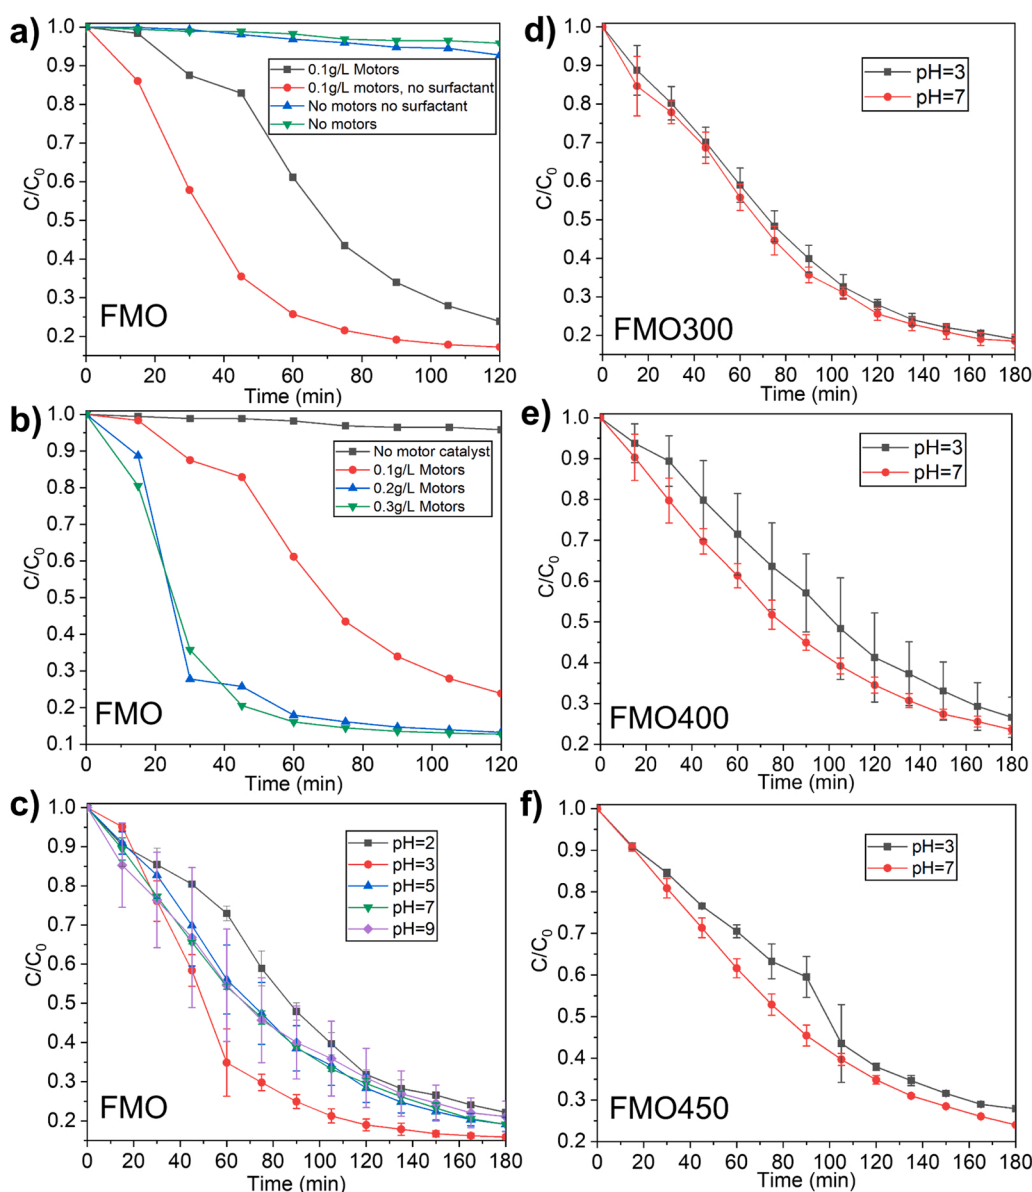 a)
1.0
0.9
0.8
0.7
0.6
0.5
0.4
0.3
0.2
C/C0
0.1g/L Motors
0.1g/L motors, no surfactant
No motors no surfactant
No motors
FMO
0 20 40 60 80 100 120
Time (min)
b)
1.0
0.9
0.8
0.7
0.6
0.5
0.4
0.3
0.2
0.1
C/C0
No motor catalyst
0.1g/L Motors
0.2g/L Motors
0.3g/L Motors
FMO
0 20 40 60 80 100 120
Time (min)
c)
1.0
0.9
0.8
0.7
0.6
0.5
0.4
0.3
0.2
C/C0
pH=2
pH=3
pH=5
pH=7
pH=9
FMO
0 20 40 60 80 100 120 140 160 180
Time (min)
d)
1.0
0.9
0.8
0.7
0.6
0.5
0.4
0.3
0.2
C/C0
pH=3
pH=7
FMO300
0 20 40 60 80 100 120 140 160 180
Time (min)
e)
1.0
0.9
0.8
0.7
0.6
0.5
0.4
0.3
0.2
C/C0
pH=3
pH=7
FMO400
0 20 40 60 80 100 120 140 160 180
Time (min)
f)
1.0
0.9
0.8
0.7
0.6
0.5
0.4
0.3
0.2
C/C0
pH=3
pH=7
FMO450
0 20 40 60 80 100 120 140 160 180
Time (min)